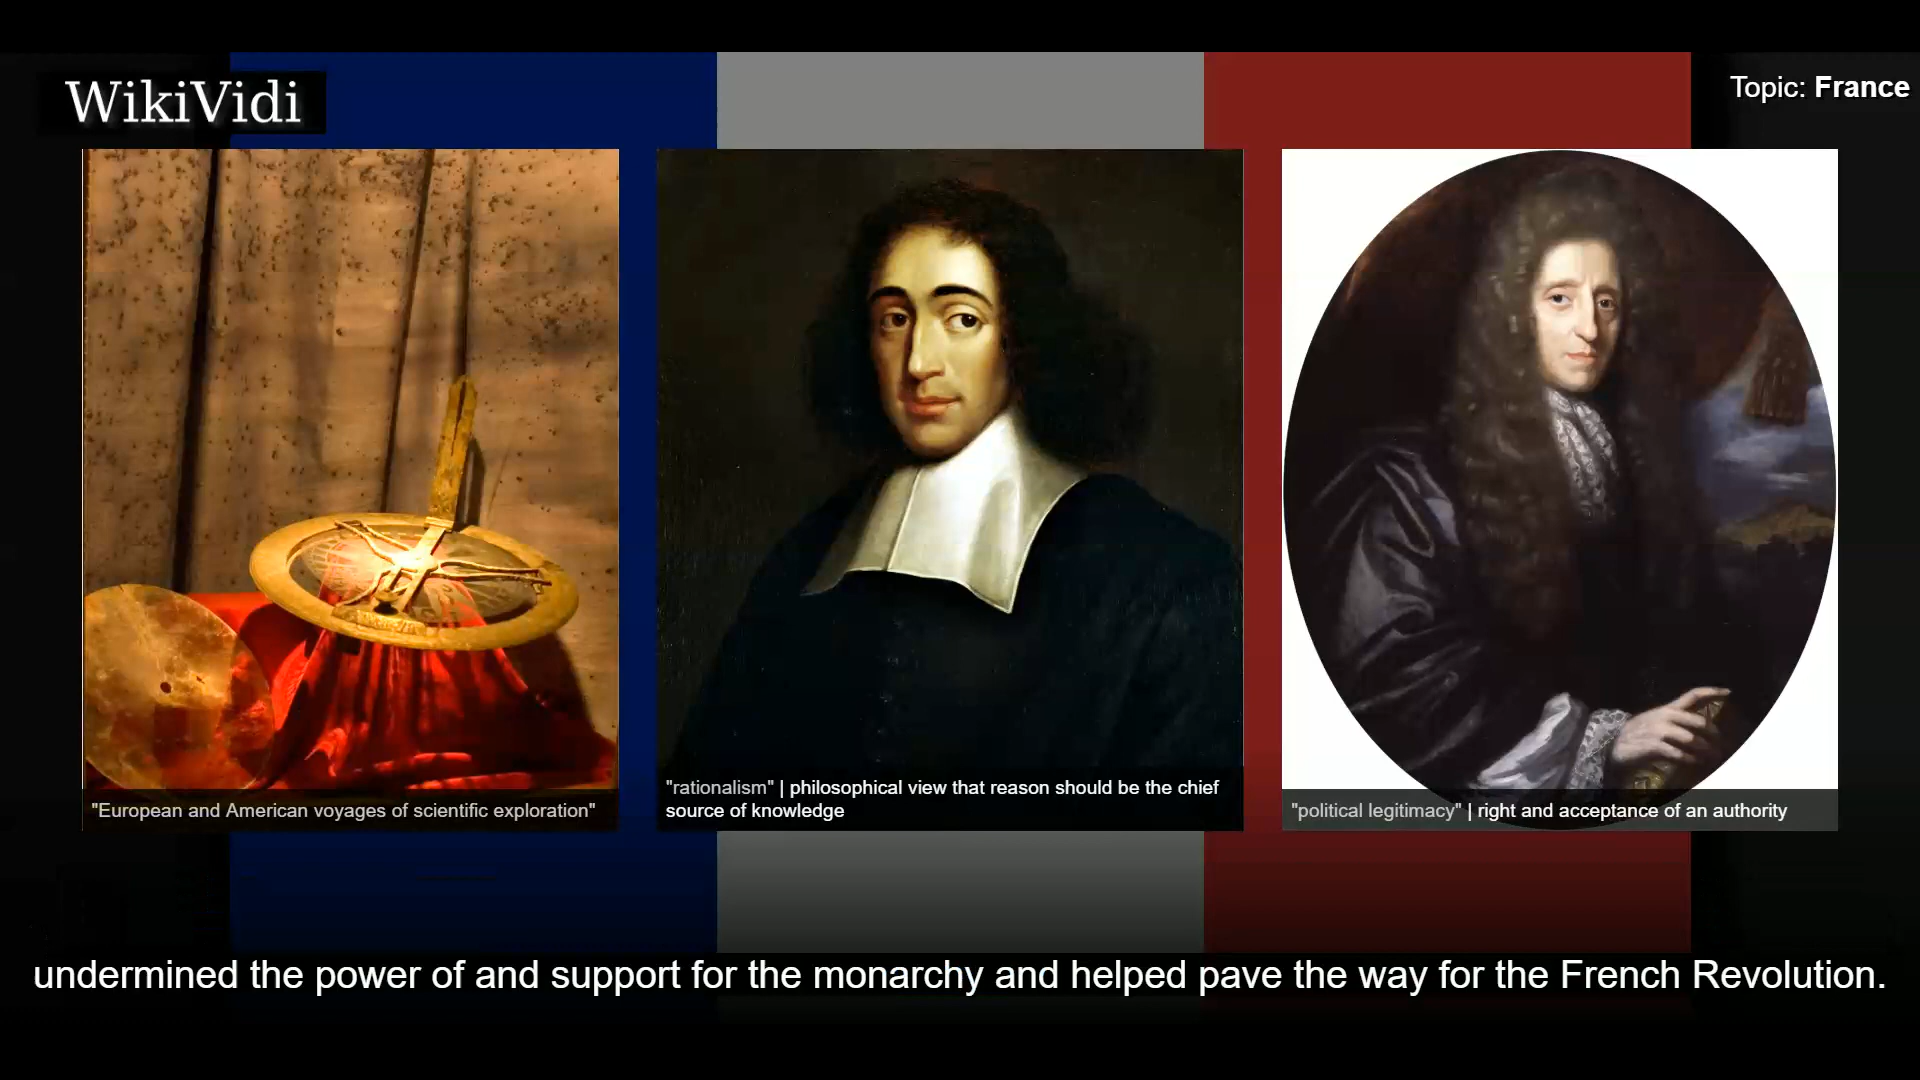 WikiVidi
Topic: France
"European and American voyages of scientific exploration"
"rationalism" | philosophical view that reason should be the chief
source of knowledge
"political legitimacy" | right and acceptance of an authority
undermined the power of and support for the monarchy and helped pave the way for the French Revolution.